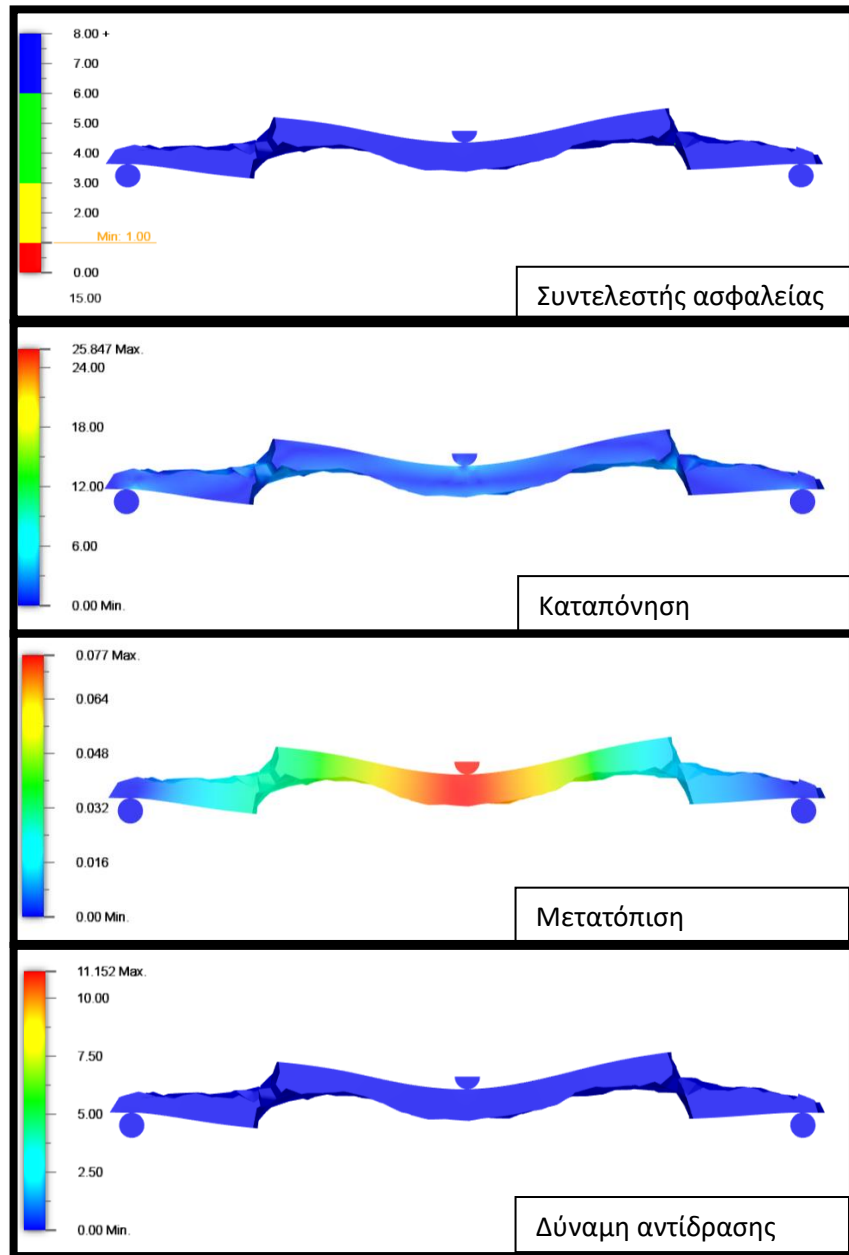 8.00 +
7.00
6.00
5.00
4.00
3.00
2.00
Min: 1.00
0.00
15.00
Συντελεστής ασφαλείας
25.847 Max.
24.00
18.00
12.00
6.00
0.00 Min.
Καταπόνηση
0.077 Max.
0.064
0.048
0.032
0.016
0.00 Min.
Μετατόπιση
11.152 Max.
10.00
7.50
5.00
2.50
0.00 Min.
Δύναμη αντίδρασης